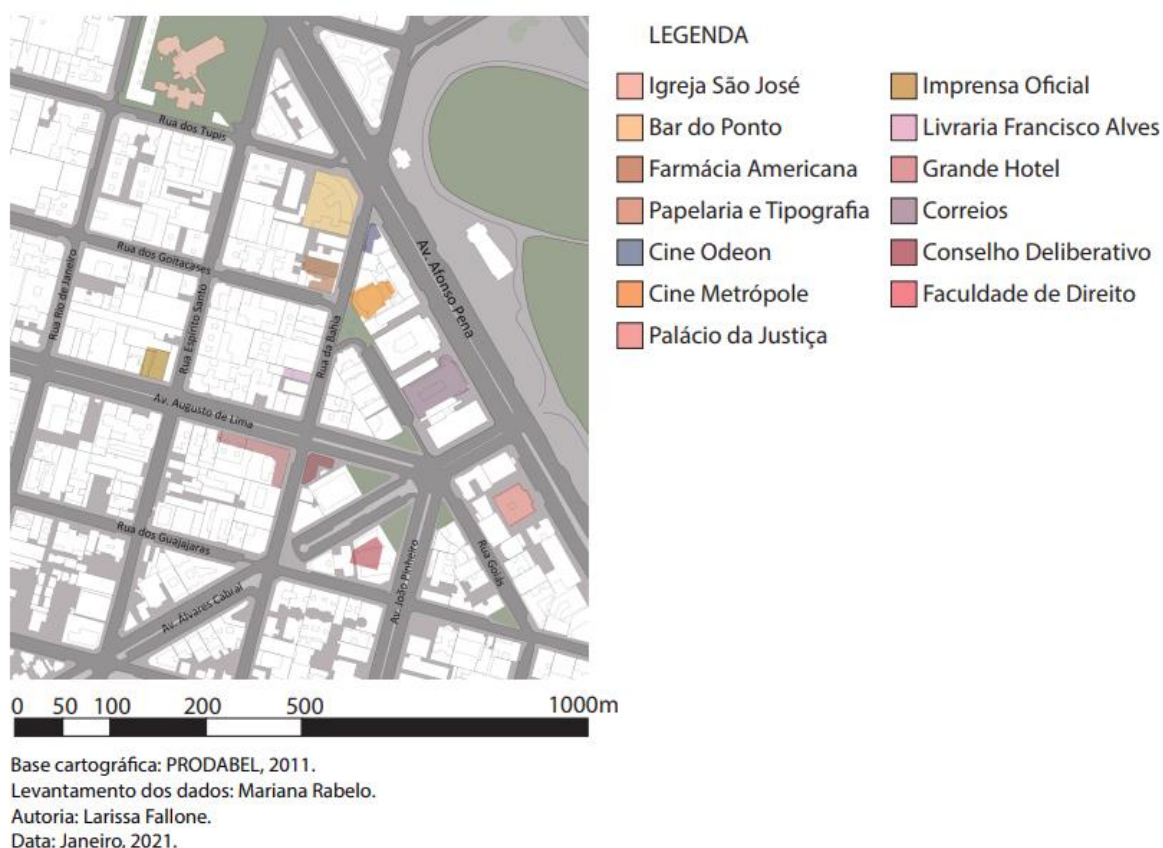 LEGENDA
Igreja São José
Bar do Ponto
Farmácia Americana
Papelaria e Tipografia
Cine Odeon
Cine Metrópole
Palácio da Justiça
Imprensa Oficial
Livraria Francisco Alves
Grande Hotel
Correios
Conselho Deliberativo
Faculdade de Direito
Rua dos Tupis
Rua dos Goitacases
Av. Afonso Pena
Rua Rio de Janeiro
Rua Espírito Santo
Rua da Bahia
Av. Augusto de Lima
Rua dos Guajajaras
Rua Goiás
Av. João Pinheiro
Av. Álvares Cabral
0 50 100 200 500 1000m
Base cartográfica: PRODABEL, 2011.
Levantamento dos dados: Mariana Rabelo.
Autoria: Larissa Fallone.
Data: Janeiro, 2021.